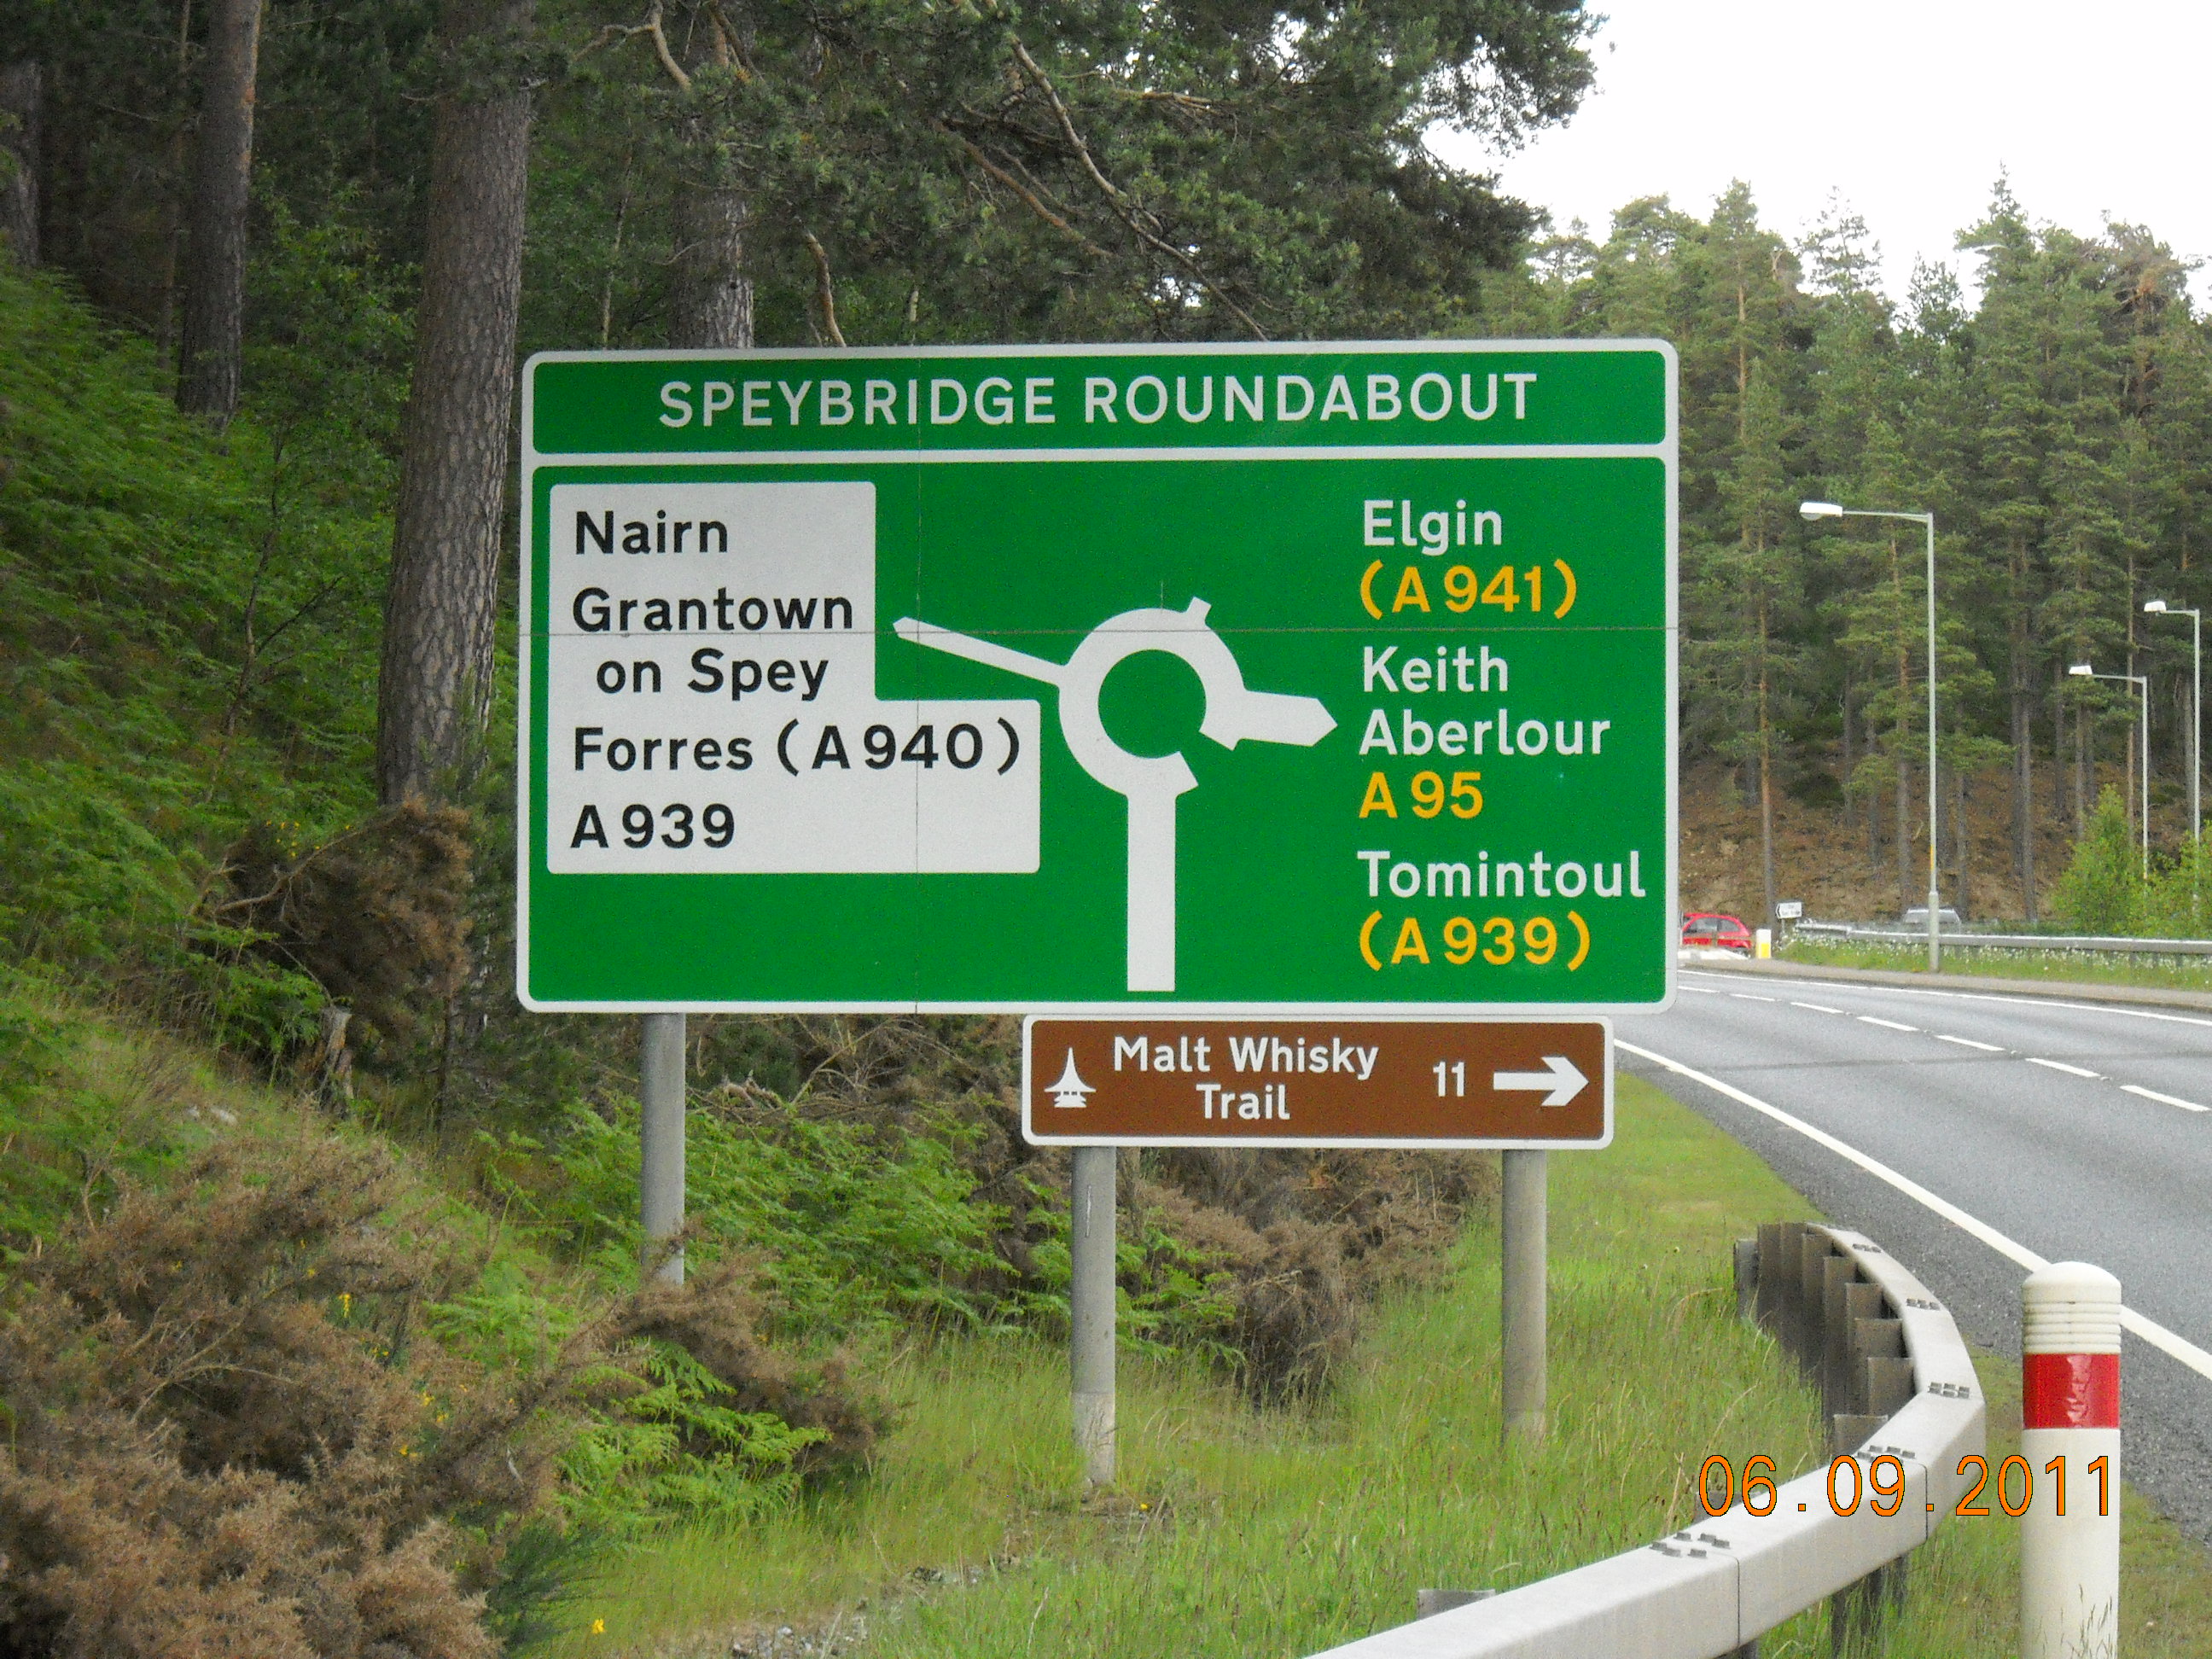 SPEYBRIDGE ROUNDABOUT
Nairn
Grantown
on Spey
Forres (A940)
A939
Elgin
(A941)
Keith
Aberlour
A95
Tomintoul
(A939)
Malt Whisky
Trail
11
06.09.2011